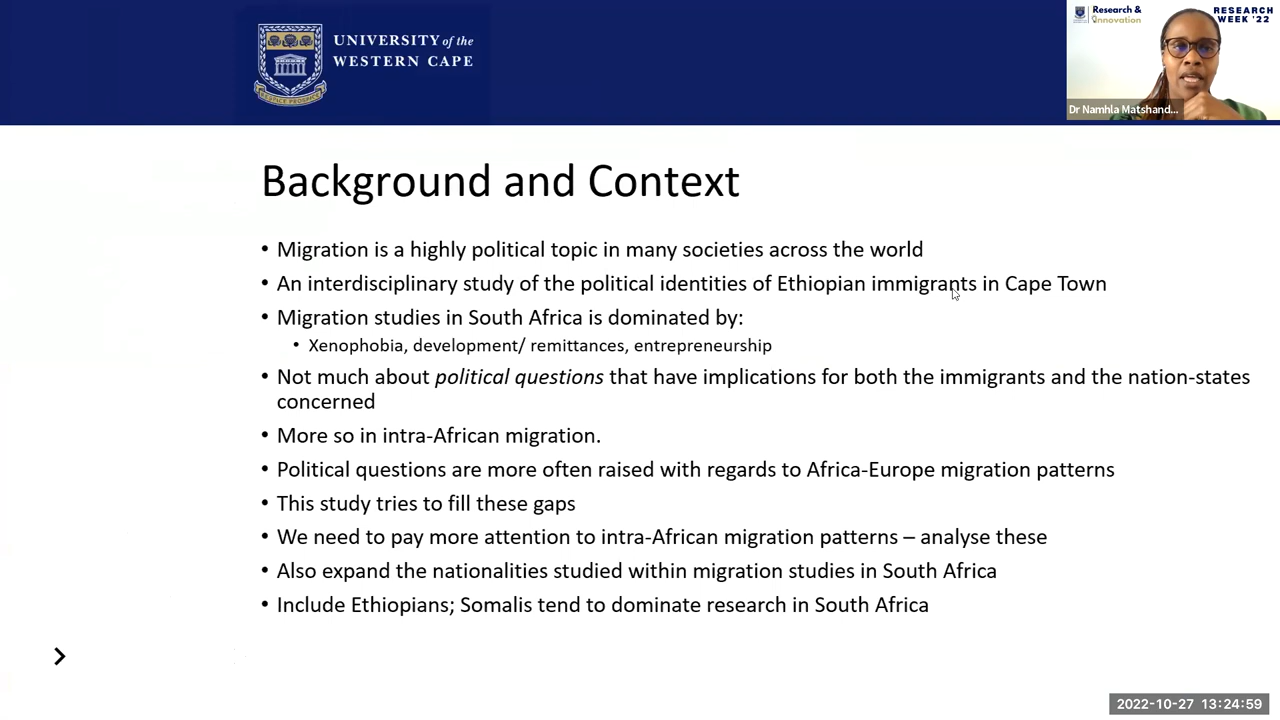 UNIVERSITY of the
WESTERN CAPE
Research &
Innovation
RESEARCH
WEEK '22
Dr Namhla Matshand...
Background and Context
• Migration is a highly political topic in many societies across the world
• An interdisciplinary study of the political identities of Ethiopian immigrants in Cape Town
• Migration studies in South Africa is dominated by:
• Xenophobia, development/ remittances, entrepreneurship
• Not much about political questions that have implications for both the immigrants and the nation-states
concerned
• More so in intra-African migration.
• Political questions are more often raised with regards to Africa-Europe migration patterns
• This study tries to fill these gaps
• We need to pay more attention to intra-African migration patterns – analyse these
• Also expand the nationalities studied within migration studies in South Africa
• Include Ethiopians; Somalis tend to dominate research in South Africa
2022-10-27 13:24:59